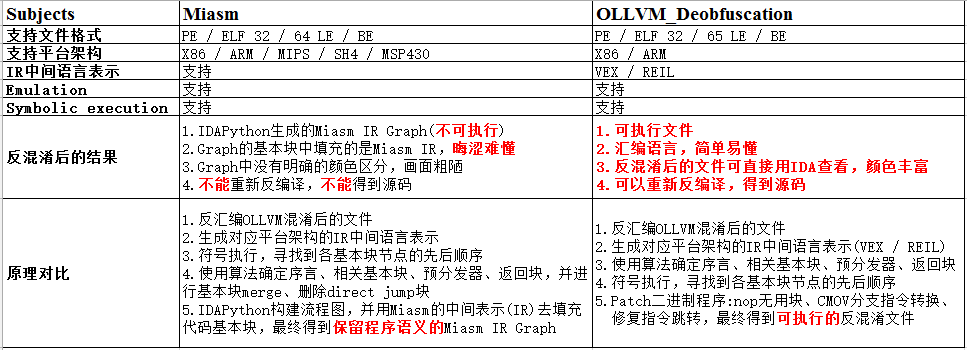 Subjects Miasm OLLVM_Deobfuscation
支持文件格式 PE / ELF 32 / 64 LE / BE PE / ELF 32 / 65 LE / BE
支持平台架构 X86 / ARM / MIPS / SH4 / MSP430 X86 / ARM
IR中间语言表示 支持 VEX / REIL
Emulation 支持 支持
Symbolic execution 支持 支持
反混淆后的结果
1.IDAPython生成的Miasm IR Graph(不可执行)
2.Graph的基本块中填充的是Miasm IR,晦涩难懂
3.Graph中没有明确的颜色区分，画面粗陋
4.不能重新反编译，不能得到源码
1.可执行文件
2.汇编语言，简单易懂
3.反混淆后的文件可直接用IDA查看，颜色丰富
4.可以重新反编译，得到源码
原理对比
1.反汇编OLLVM混淆后的文件
2.生成对应平台架构的IR中间语言表示
3.符号执行，寻找到各基本块节点的先后顺序
4.使用算法确定序言、相关基本块、预分发器、返回块，并进
行基本块merge、删除direct jump块
5.IDAPython构建流程图，并用Miasm的中间表示(IR)去填充
代码基本块，最终得到保留程序语义的Miasm IR Graph
1.反汇编OLLVM混淆后的文件
2.生成对应平台架构的IR中间语言表示(VEX / REIL)
3.使用算法确定序言、相关基本块、预分发器、返回块
4.符号执行，寻找到各基本块节点的先后顺序
5.Patch二进制程序:nop无用块、CMOV分支指令转换、
修复指令跳转，最终得到可执行的反混淆文件